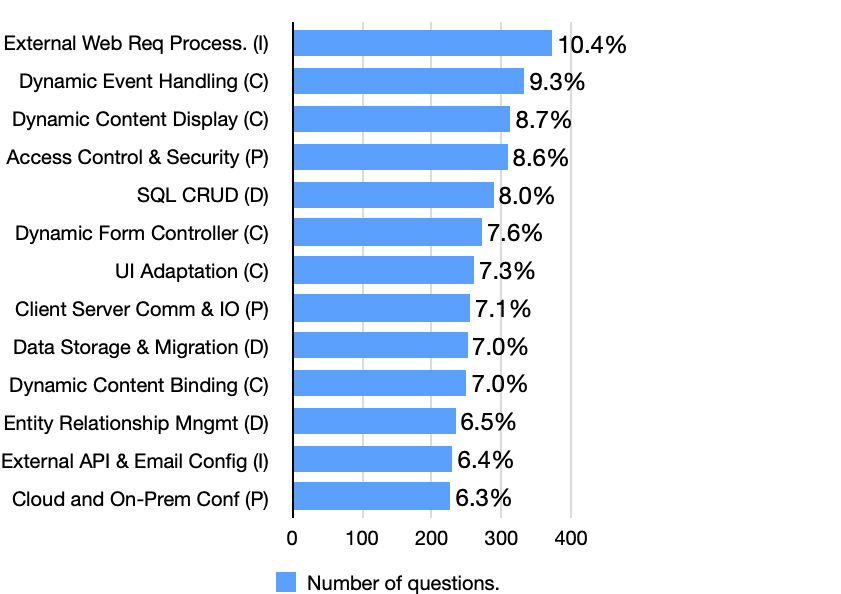 External Web Req Process. (I) 10.4%
Dynamic Event Handling (C) 9.3%
Dynamic Content Display (C) 8.7%
Access Control & Security (P) 8.6%
SQL CRUD (D) 8.0%
Dynamic Form Controller (C) 7.6%
UI Adaptation (C) 7.3%
Client Server Comm & IO (P) 7.1%
Data Storage & Migration (D) 7.0%
Dynamic Content Binding (C) 7.0%
Entity Relationship Mngmt (D) 6.5%
External API & Email Config (I) 6.4%
Cloud and On-Prem Conf (P) 6.3%
0 100 200 300 400
Number of questions.